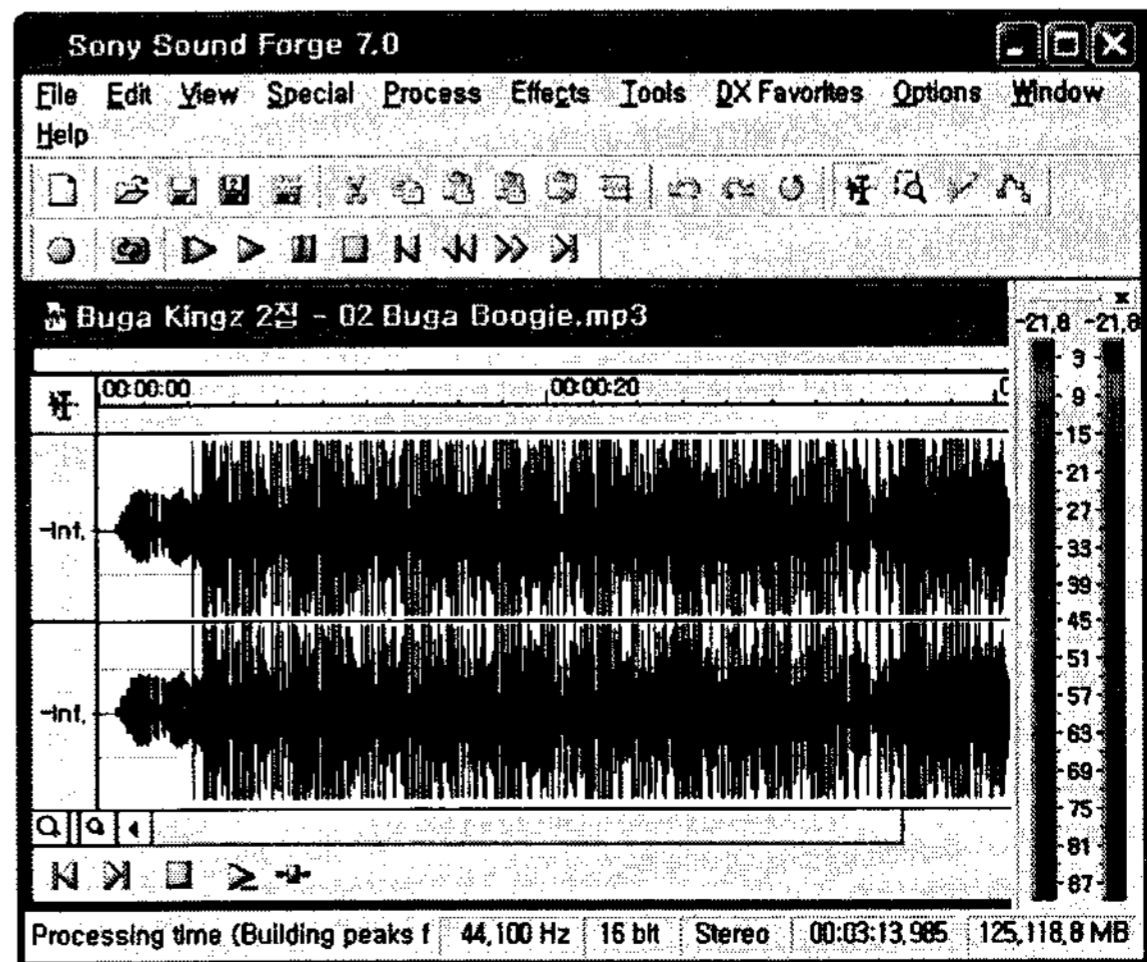 Sony Sound Forge 7.0
File Edit View Special Process Effects Tools DX Favorites Options Window
Help
Buga Kingz 2집 - 02 Buga Boogie.mp3
-21,8 -21,8
00:00:00 00:00:20
3
9
15
21
27
-Inf.
33
39
45
51
57
-Inf.
63
69
75
81
87
Processing time (Building peaks f 44,100 Hz 16 bit Stereo 00:03:13,985 125,118,8 MB